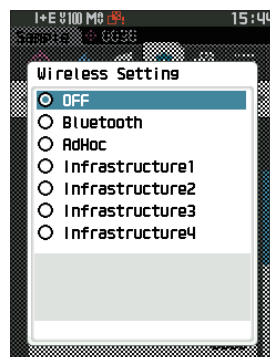 I+E
15:44
Sample
Wireless Setting
OFF
Bluetooth
AdHoc
Infrastructure1
Infrastructure2
Infrastructure3
Infrastructure4